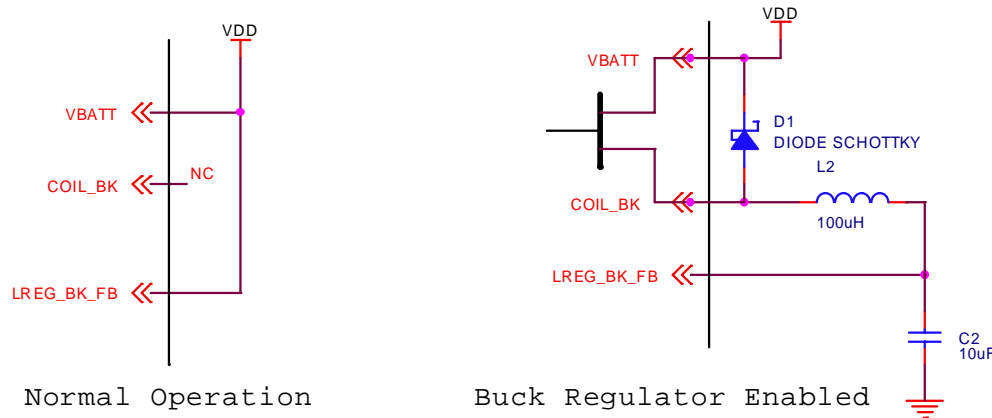 VDD
VBATT
COIL_BK
NC
LREG_BK_FB
Normal Operation
VDD
VBATT
D1
DIODE SCHOTTKY
L2
COIL_BK
100uH
LREG_BK_FB
C2
10uF
Buck Regulator Enabled